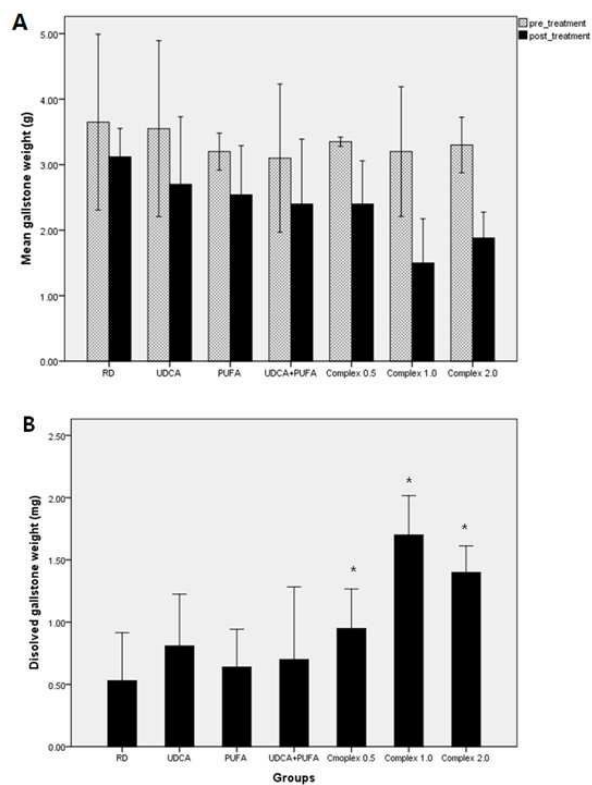 A
pre_treatment
post_treatment
Mean gallstone weight (g)
5.00
4.00
3.00
2.00
1.00
0.00
RD UDCA PUFA UDCA+PUFA Complex 0.5 Complex 1.0 Complex 2.0
B
Disolved gallstone weight (mg)
2.50
2.00
1.50
1.00
0.50
0.00
* * *
RD UDCA PUFA UDCA+PUFA Cmoplex 0.5 Complex 1.0 Complex 2.0
Groups